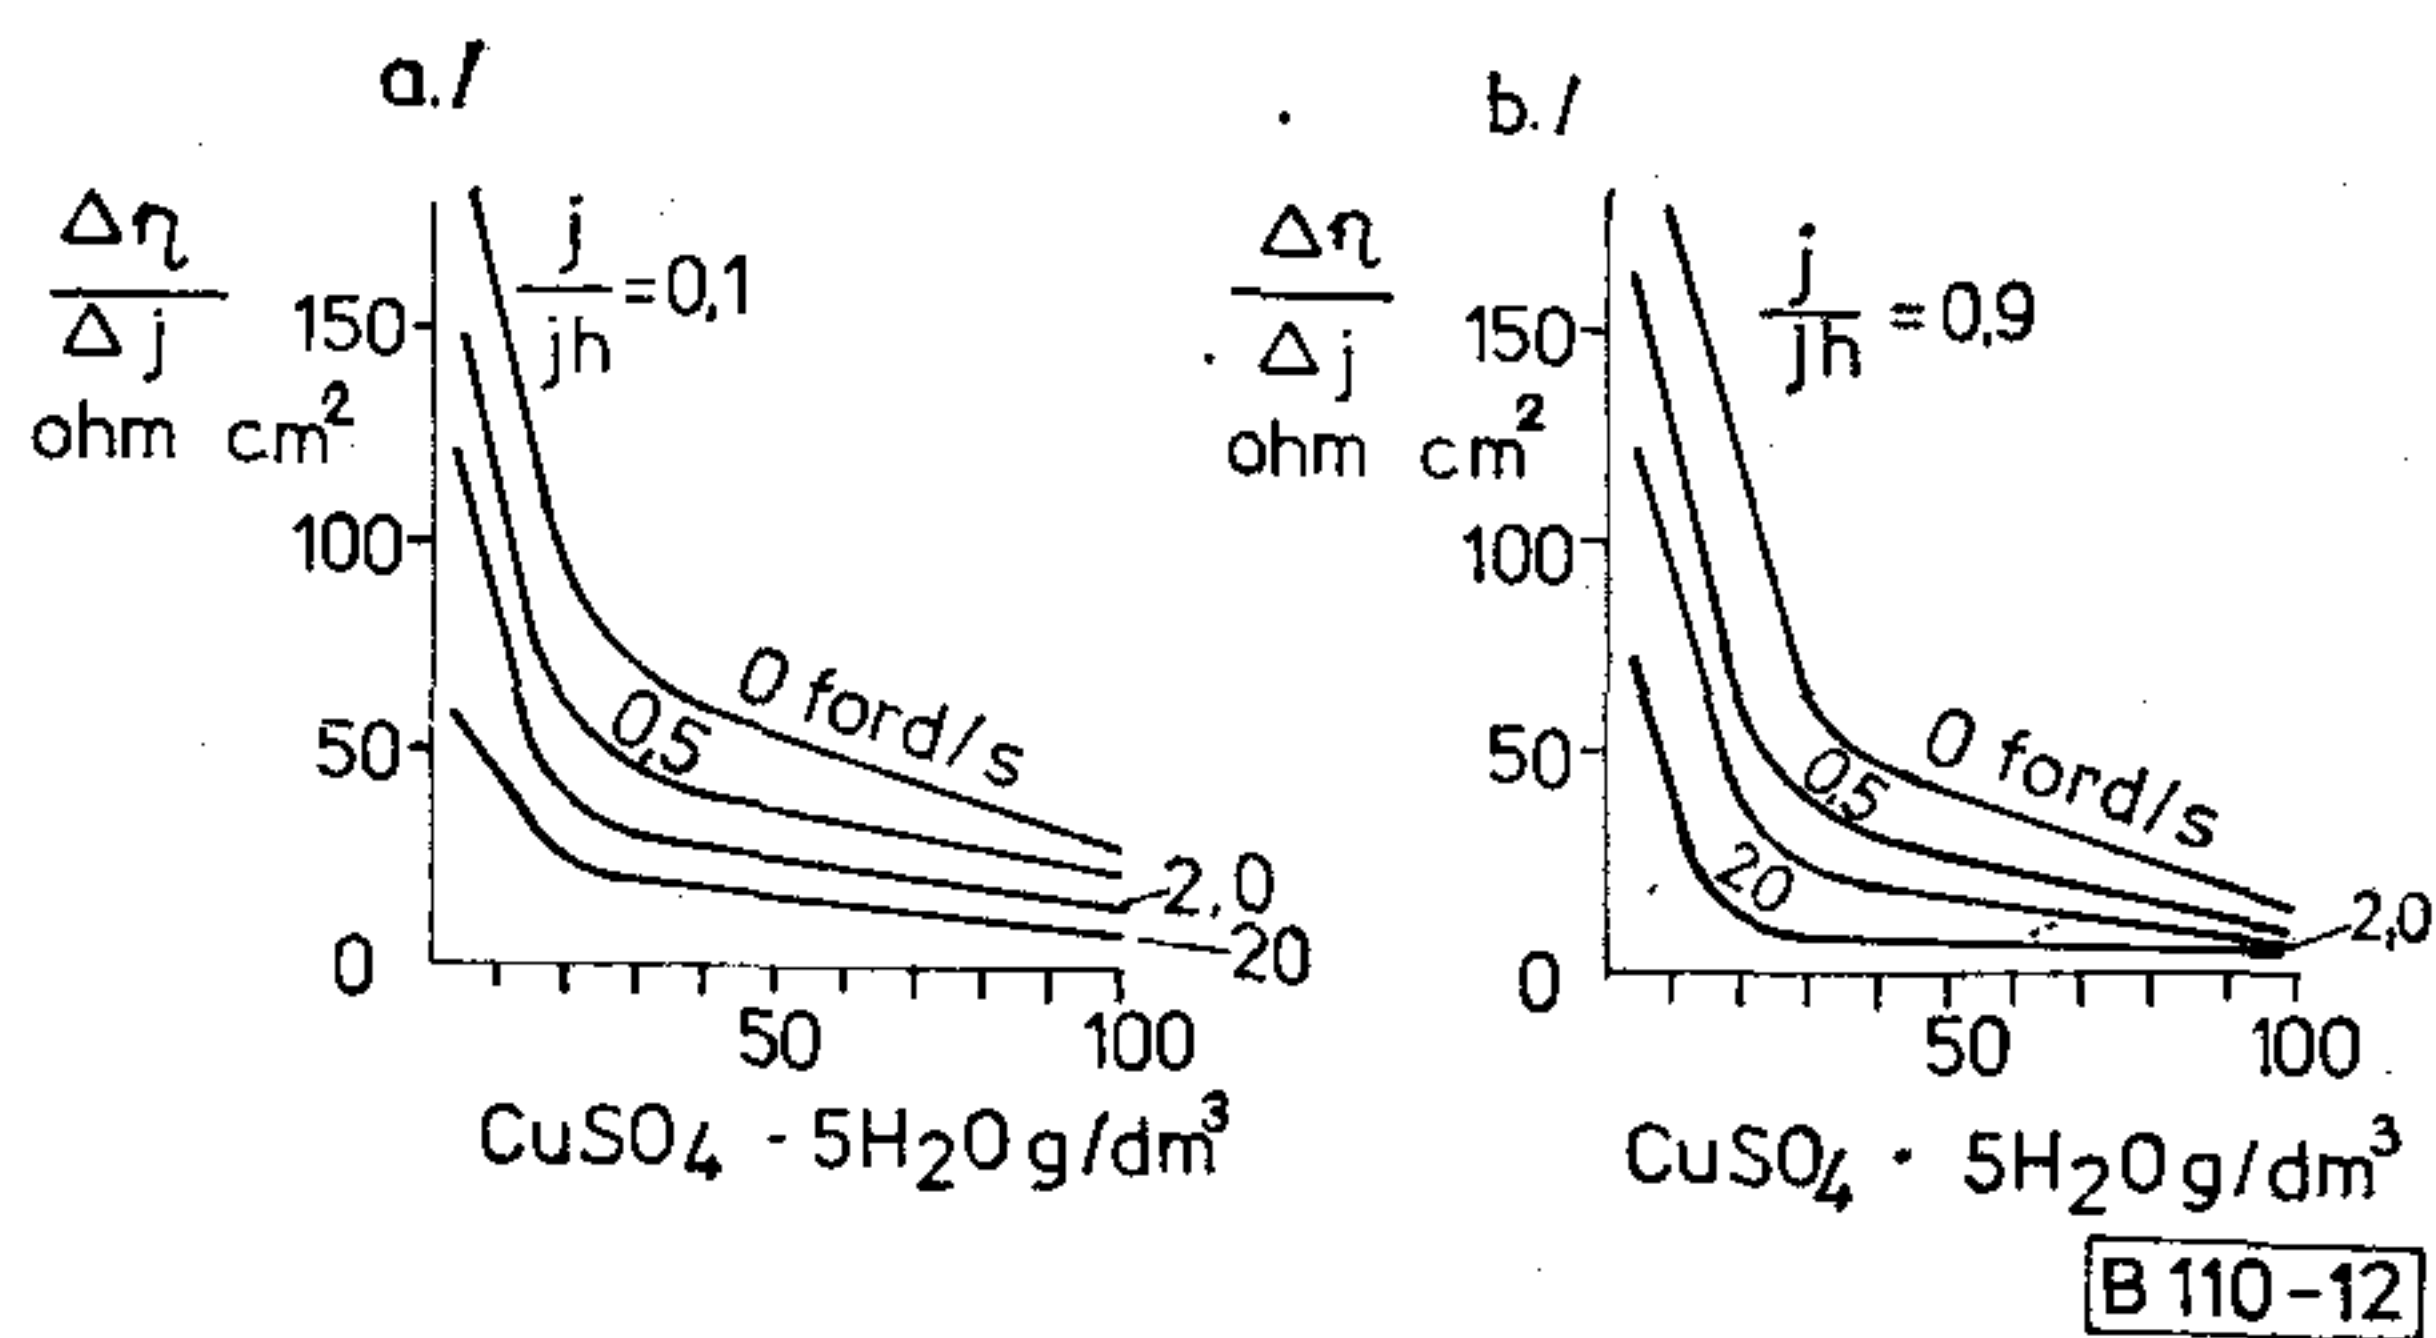 a./
Δη
Δj
ohm cm²
150
100
50
0
j
jh
=0,1
0 ford/s
0,5
2,0
20
50
100
CuSO₄ · 5H₂O g/dm³
b./
Δη
Δj
ohm cm²
150
100
50
0
j
jh
=0,9
0 ford/s
0,5
20
2,0
50
100
CuSO₄ · 5H₂O g/dm³
B 110-12